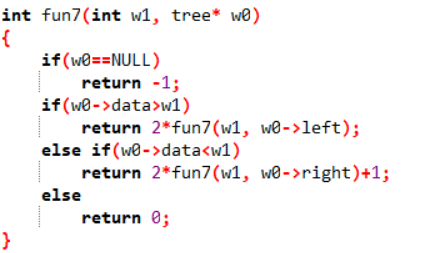 int fun7(int w1, tree* w0)
{
    if(w0==NULL)
        return -1;
    if(w0->data>w1)
        return 2*fun7(w1, w0->left);
    else if(w0->data<w1)
        return 2*fun7(w1, w0->right)+1;
    else
        return 0;
}